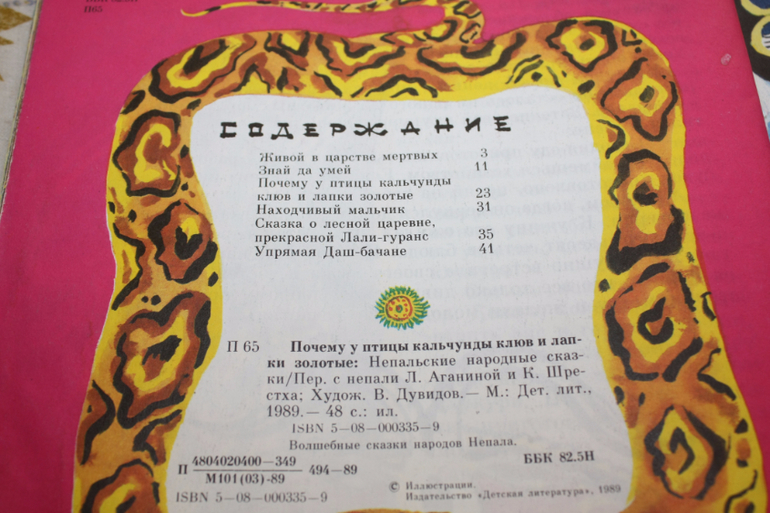 П65
СОДЕРЖАНИЕ
Живой в царстве мертвых 3
Знай да умей 11
Почему у птицы кальчунды
клюв и лапки золотые 23
Находчивый мальчик 31
Сказка о лесной царевне,
прекрасной Лали-гуранс 35
Упрямая Даш-бачане 41
П 65 Почему у птицы кальчунды клюв и лап-
ки золотые: Непальские народные сказ-
ки/Пер. с непали Л. Аганиной и К. Шре-
стха; Худож. В. Дувидов.— М.: Дет. лит.,
1989.— 48 с.: ил.
ISBN 5—08—000335—9
Волшебные сказки народов Непала.
П 4804020400—349 494—89 ББК 82.5Н
М101(03)-89
ISBN 5—08—000335—9
© Иллюстрации.
Издательство «Детская литература», 1989